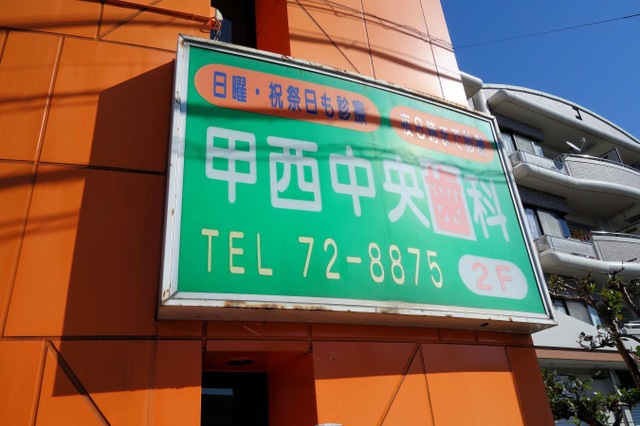 日曜・祝祭日も診療
夜8時まで診療
甲西中央歯科
TEL 72-8875
2F